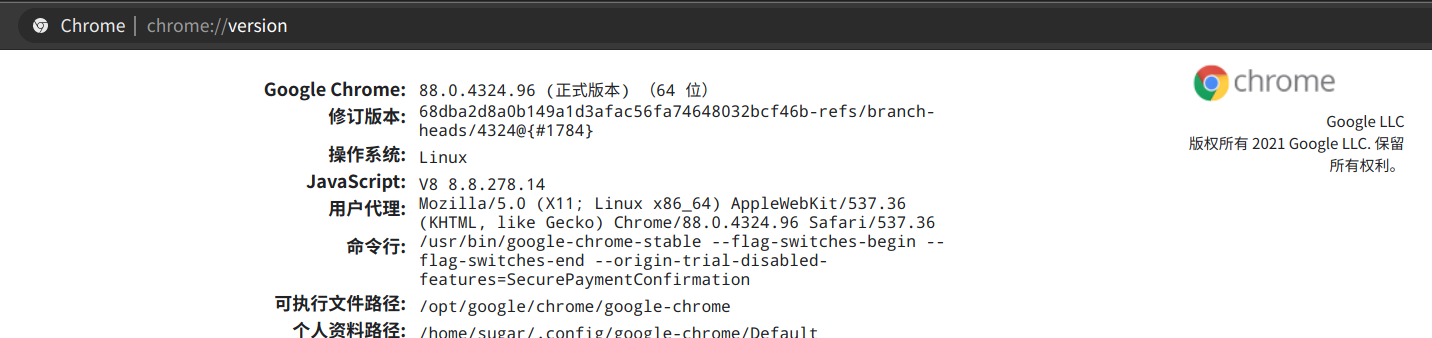 Chrome | chrome://version
chrome
Google Chrome: 88.0.4324.96 (正式版本) （64 位）
修订版本: 68dba2d8a0b149a1d3afac56fa74648032bcf46b-refs/branch-
heads/4324@{#1784}
操作系统: Linux
JavaScript: V8 8.8.278.14
用户代理: Mozilla/5.0 (X11; Linux x86_64) AppleWebKit/537.36
(KHTML, like Gecko) Chrome/88.0.4324.96 Safari/537.36
命令行: /usr/bin/google-chrome-stable --flag-switches-begin --
flag-switches-end --origin-trial-disabled-
features=SecurePaymentConfirmation
可执行文件路径: /opt/google/chrome/google-chrome
个人资料路径: /home/sugar/.config/google-chrome/Default
Google LLC
版权所有 2021 Google LLC. 保留
所有权利。